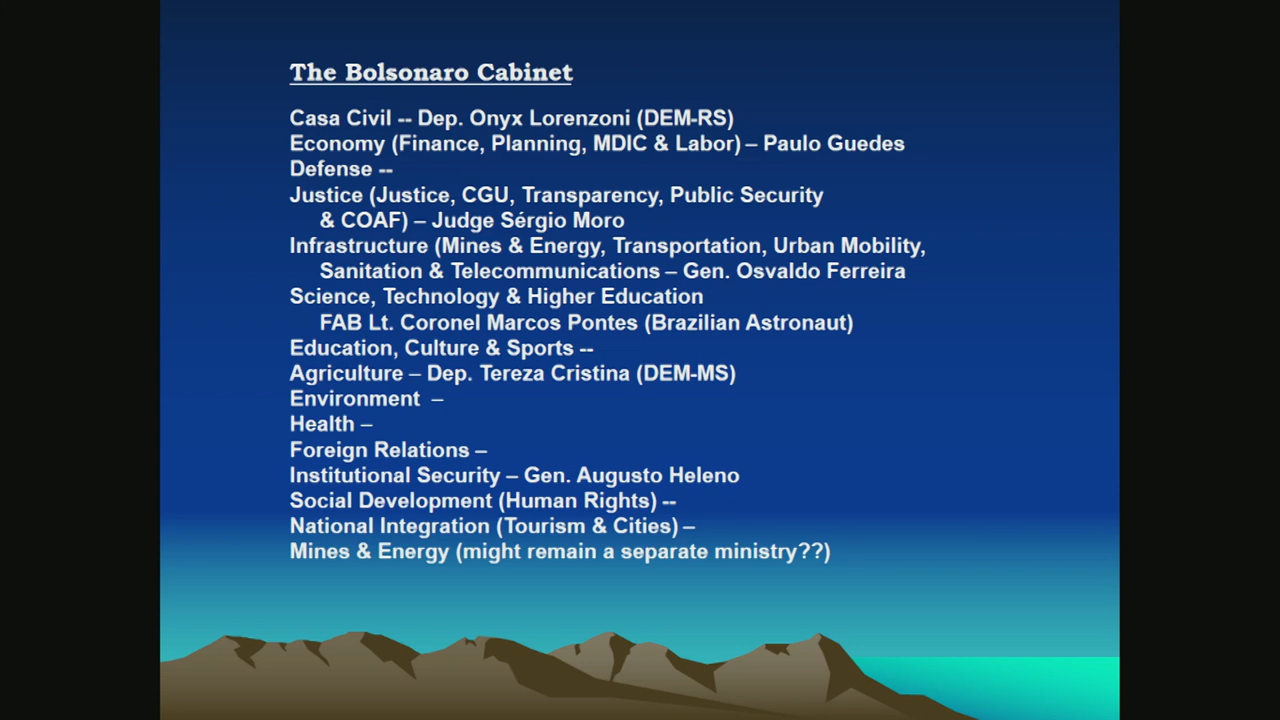 The Bolsonaro Cabinet
Casa Civil -- Dep. Onyx Lorenzoni (DEM-RS)
Economy (Finance, Planning, MDIC & Labor) – Paulo Guedes
Defense --
Justice (Justice, CGU, Transparency, Public Security
& COAF) – Judge Sérgio Moro
Infrastructure (Mines & Energy, Transportation, Urban Mobility,
Sanitation & Telecommunications – Gen. Osvaldo Ferreira
Science, Technology & Higher Education
FAB Lt. Coronel Marcos Pontes (Brazilian Astronaut)
Education, Culture & Sports --
Agriculture – Dep. Tereza Cristina (DEM-MS)
Environment –
Health –
Foreign Relations –
Institutional Security – Gen. Augusto Heleno
Social Development (Human Rights) --
National Integration (Tourism & Cities) –
Mines & Energy (might remain a separate ministry??)